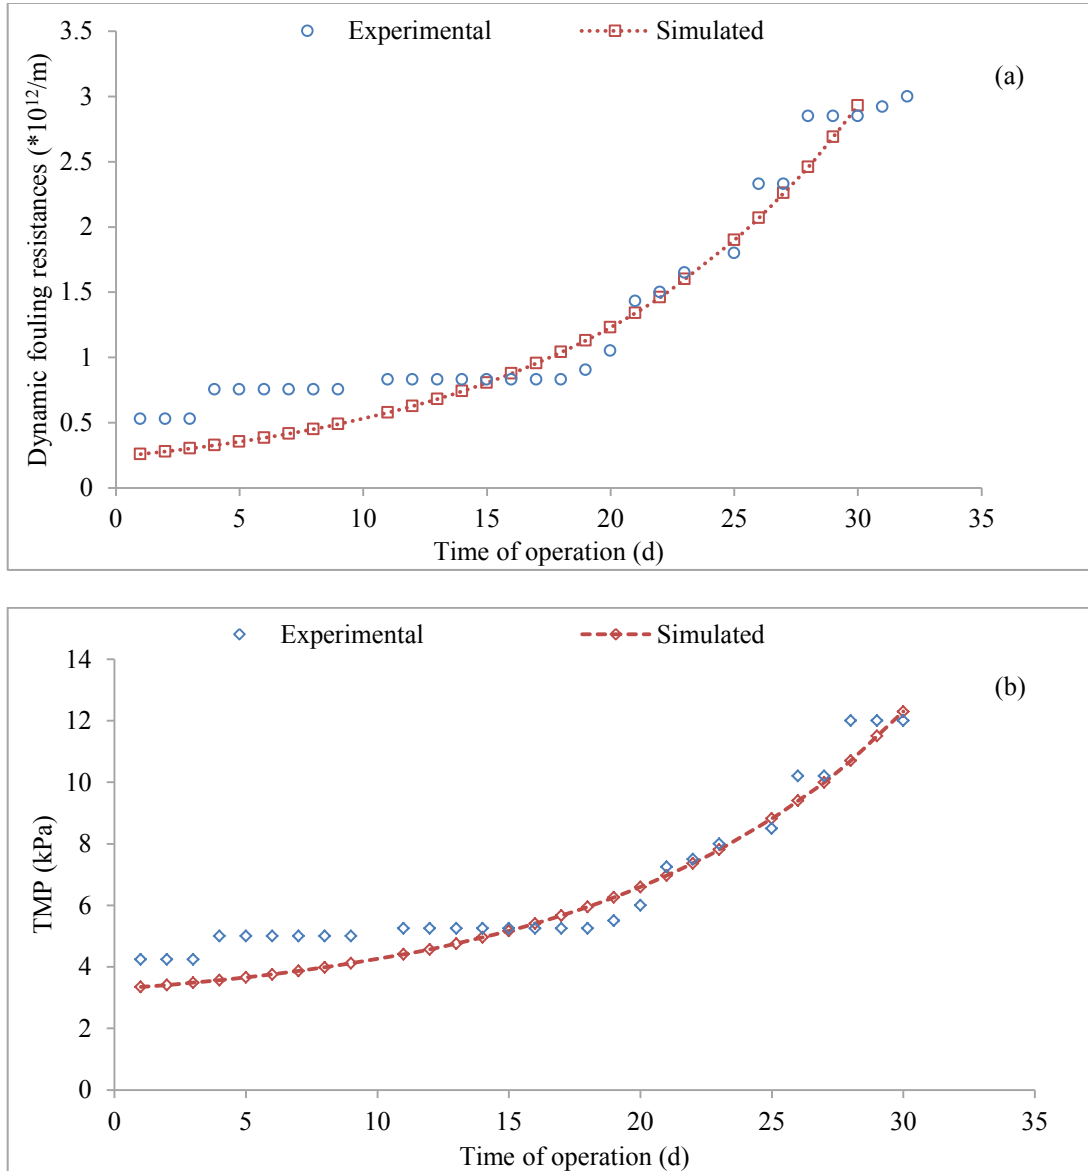 Experimental Simulated
(a)
Dynamic fouling resistances (*10¹²/m)
3.5
3
2.5
2
1.5
1
0.5
0
0 5 10 15 20 25 30 35
Time of operation (d)
Experimental Simulated
(b)
TMP (kPa)
14
12
10
8
6
4
2
0
0 5 10 15 20 25 30 35
Time of operation (d)